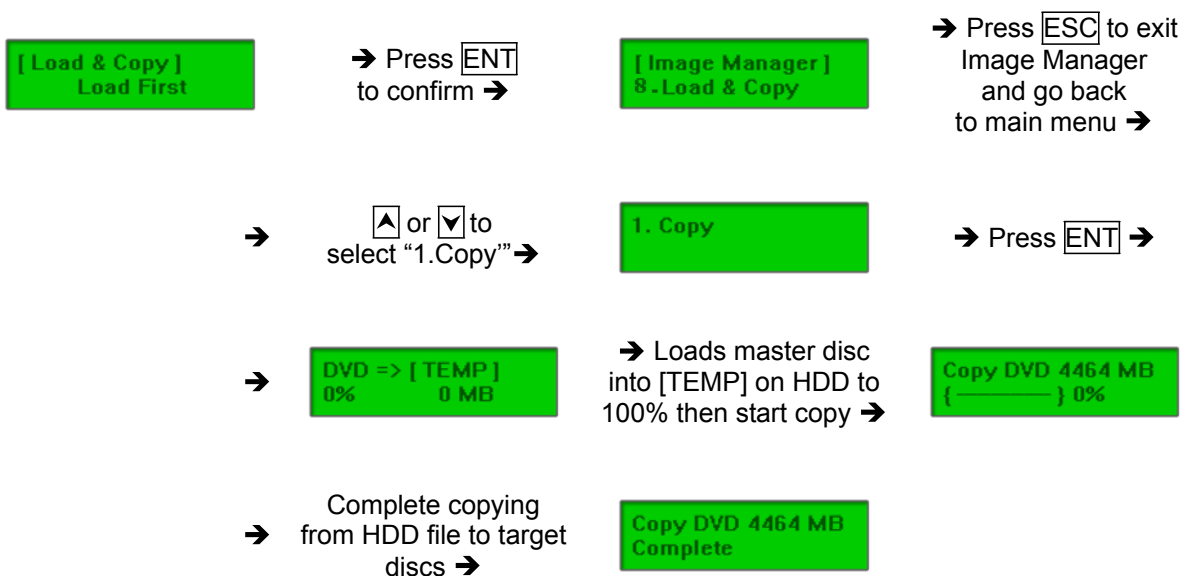 [ Load & Copy ]
Load First
➔ Press ENT
to confirm ➔
[ Image Manager ]
8.Load & Copy
➔ Press ESC to exit
Image Manager
and go back
to main menu ➔
➔
⮝ or ⮟ to
select “1.Copy’”➔
1. Copy
➔ Press ENT ➔
➔
DVD => [ TEMP ]
0% 0 MB
➔ Loads master disc
into [TEMP] on HDD to
100% then start copy ➔
Copy DVD 4464 MB
{ ———— } 0%
➔
Complete copying
from HDD file to target
discs ➔
Copy DVD 4464 MB
Complete